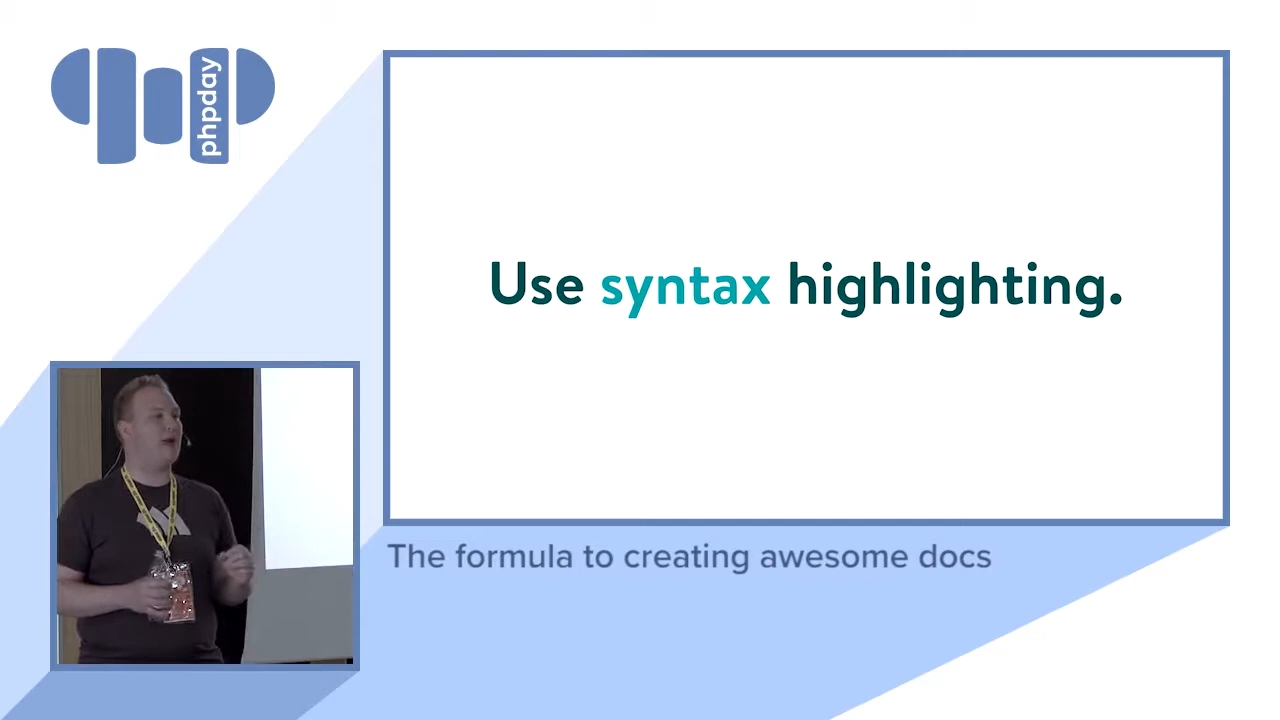 phpday
Use syntax highlighting.
The formula to creating awesome docs